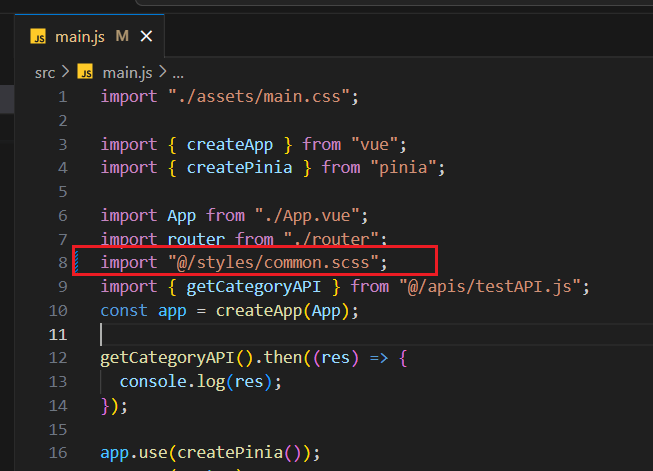 JS main.js M ×
src > JS main.js > ...
1 import "./assets/main.css";
2
3 import { createApp } from "vue";
4 import { createPinia } from "pinia";
5
6 import App from "./App.vue";
7 import router from "./router";
8 import "@/styles/common.scss";
9 import { getCategoryAPI } from "@/apis/testAPI.js";
10 const app = createApp(App);
11
12 getCategoryAPI().then((res) => {
13 console.log(res);
14 });
15
16 app.use(createPinia());